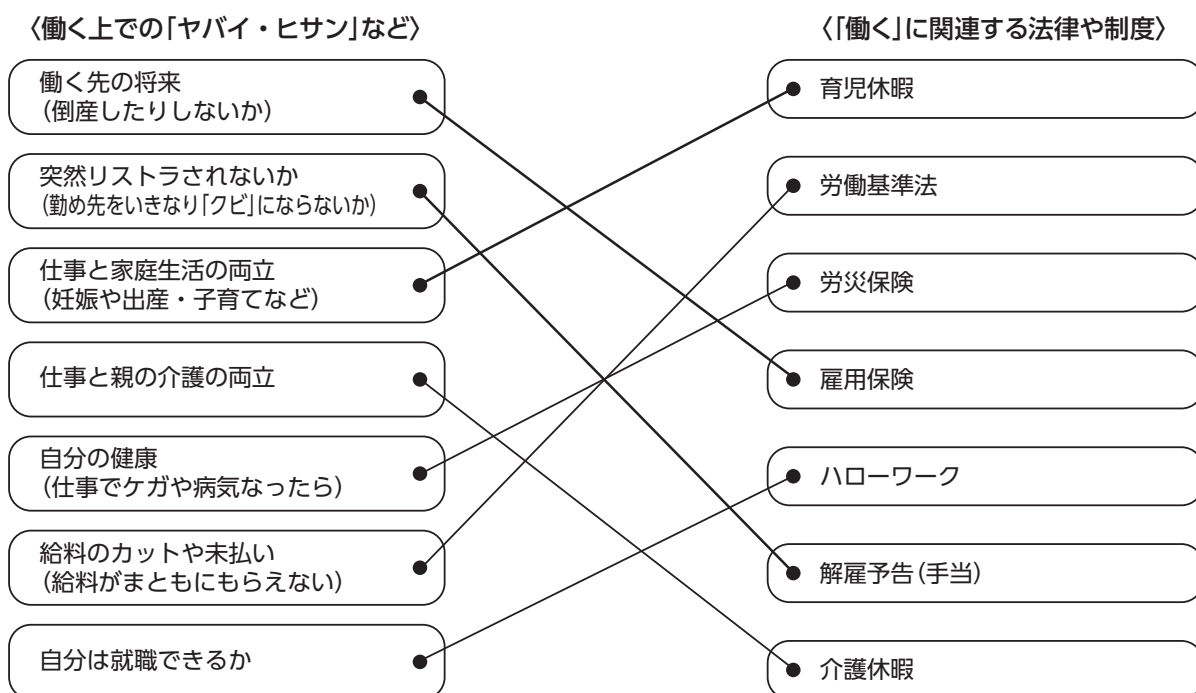 〈働く上での「ヤバイ・ヒサン」など〉
働く先の将来
(倒産したりしないか)
突然リストラされないか
(勤め先をいきなり「クビ」にならないか)
仕事と家庭生活の両立
(妊娠や出産・子育てなど)
仕事と親の介護の両立
自分の健康
(仕事でケガや病気なったら)
給料のカットや未払い
(給料がまともにもらえない)
自分は就職できるか
〈「働く」に関連する法律や制度〉
育児休暇
労働基準法
労災保険
雇用保険
ハローワーク
解雇予告(手当)
介護休暇